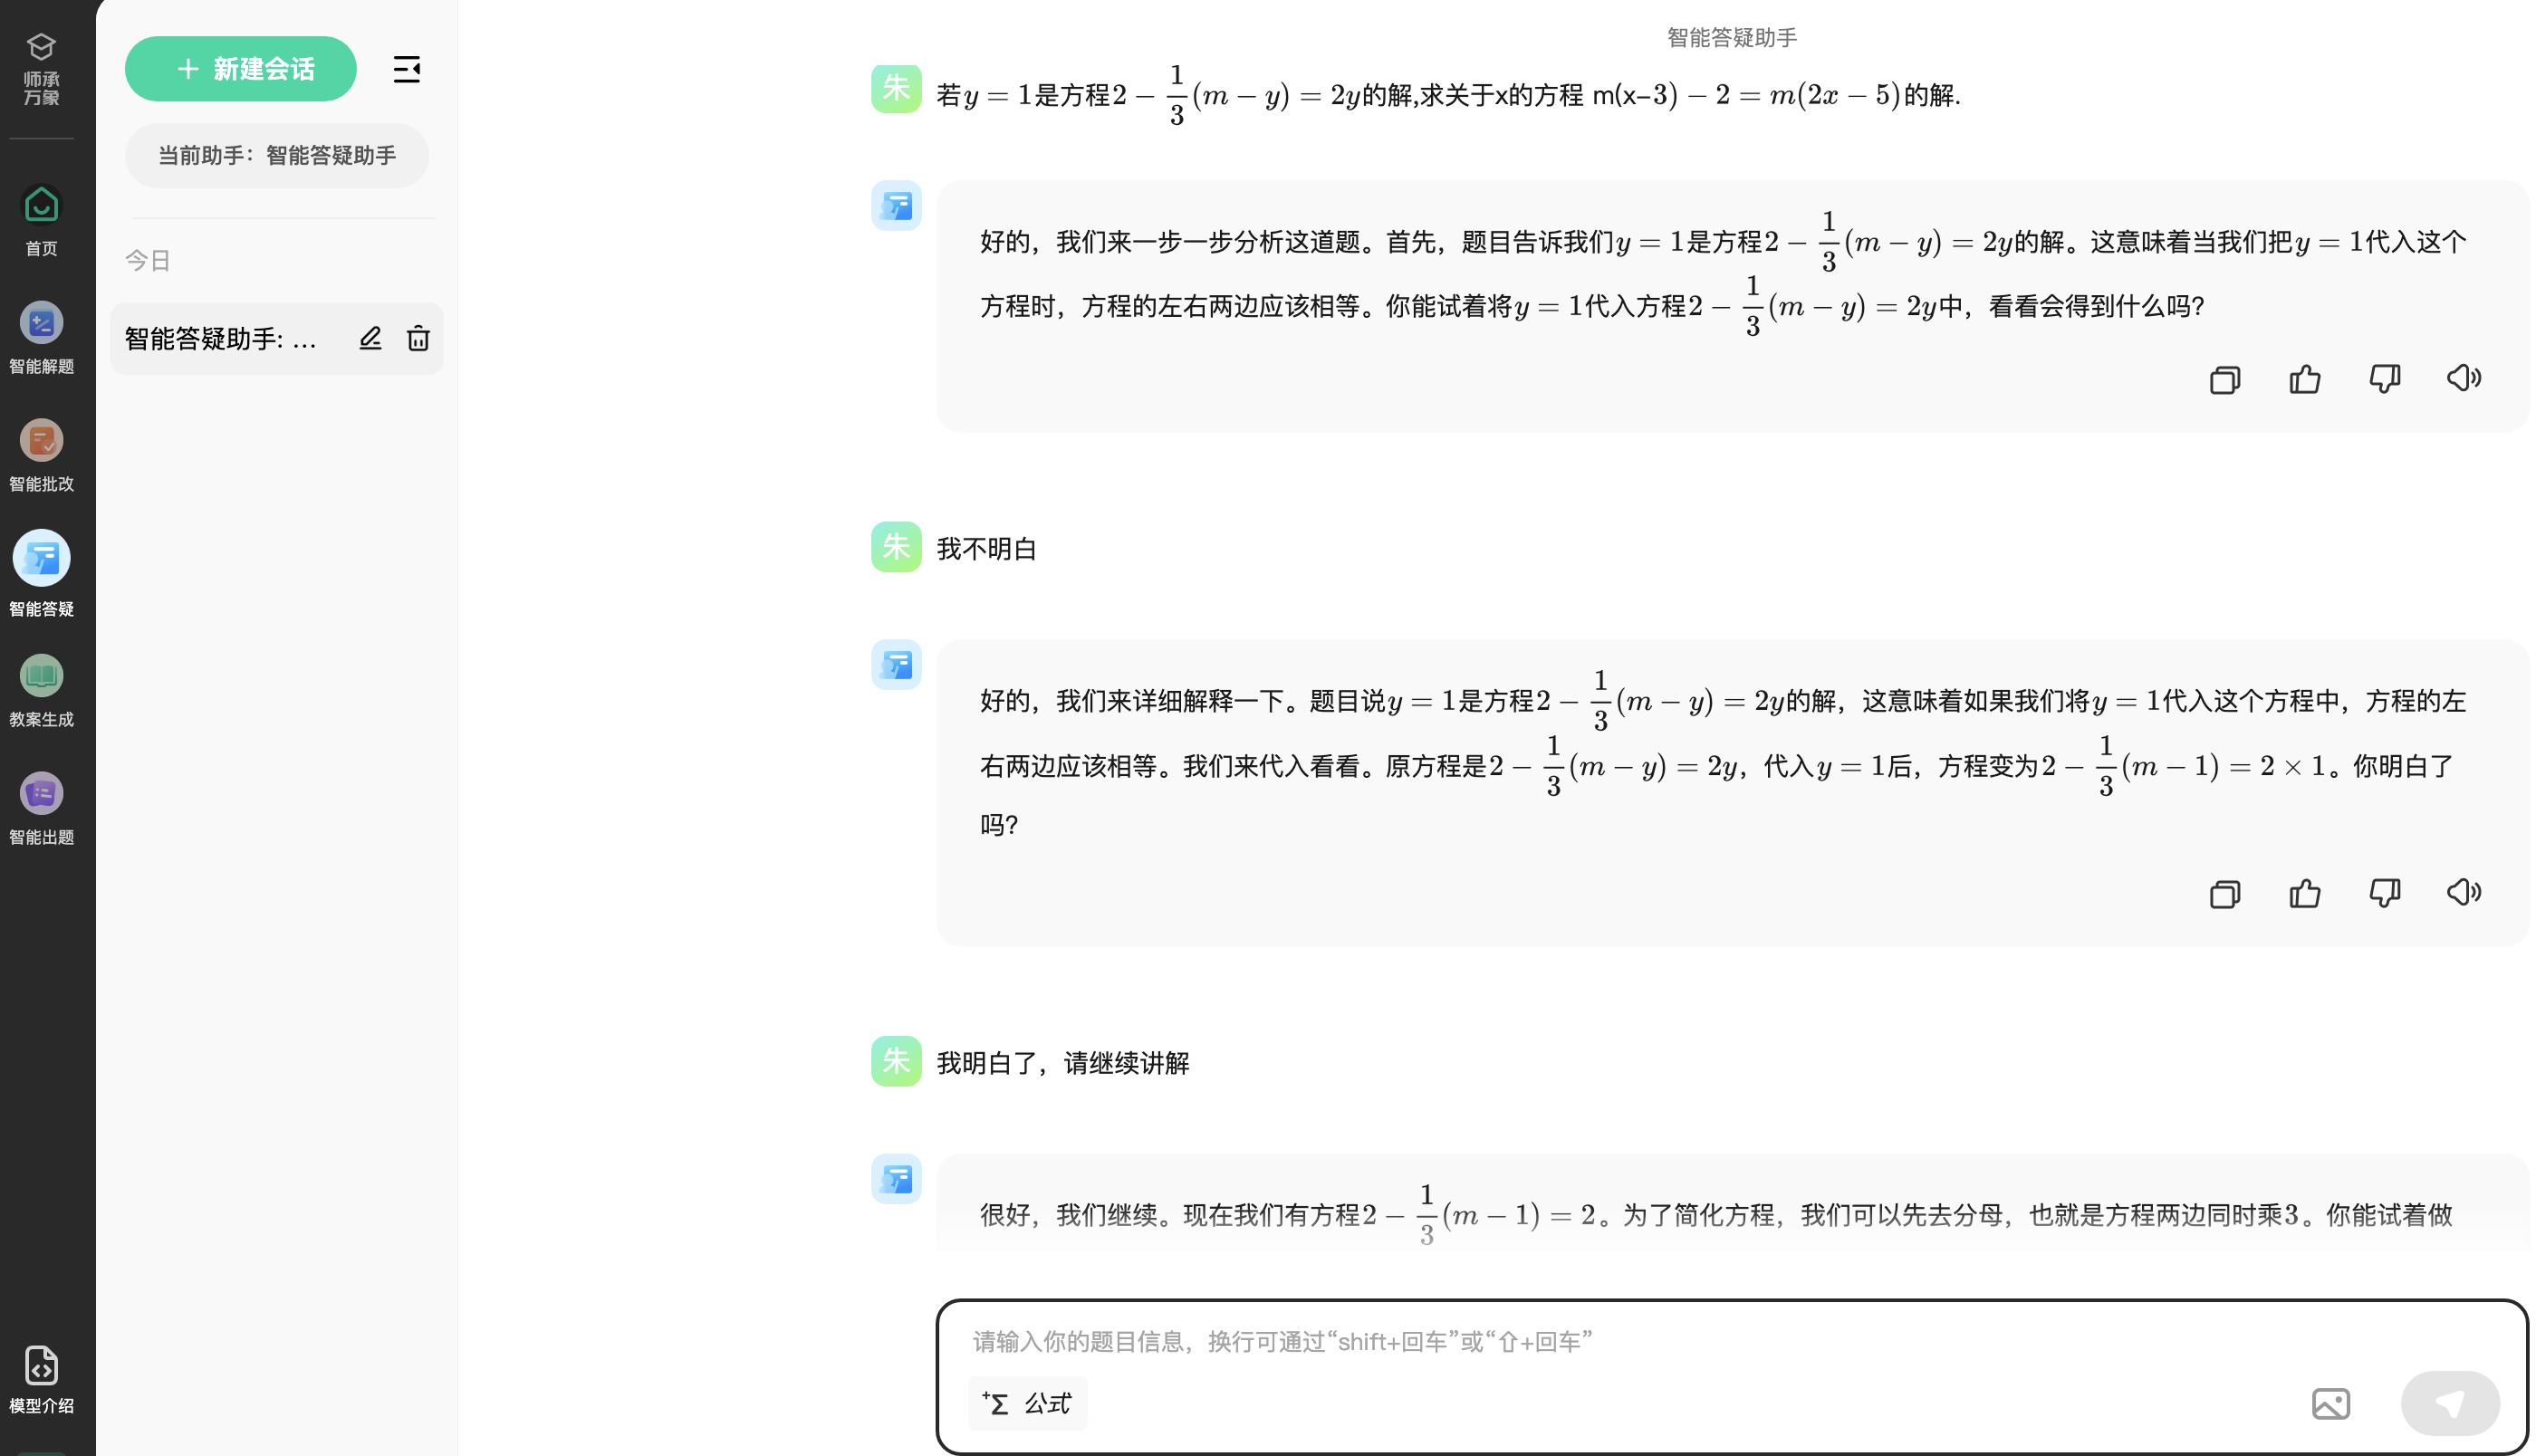 师承
万象
首页
智能解题
智能批改
智能答疑
教案生成
智能出题
模型介绍
+ 新建会话
当前助手：智能答疑助手
今日
智能答疑助手: ...
智能答疑助手
朱
若y = 1是方程2 − 1/3(m − y) = 2y的解,求关于x的方程 m(x−3) − 2 = m(2x − 5)的解.
好的，我们来一步一步分析这道题。首先，题目告诉我们y = 1是方程2 − 1/3(m − y) = 2y的解。这意味着当我们把y = 1代入这个
方程时，方程的左右两边应该相等。你能试着将y = 1代入方程2 − 1/3(m − y) = 2y中，看看会得到什么吗？
朱
我不明白
好的，我们来详细解释一下。题目说y = 1是方程2 − 1/3(m − y) = 2y的解，这意味着如果我们将y = 1代入这个方程中，方程的左
右两边应该相等。我们来代入看看。原方程是2 − 1/3(m − y) = 2y，代入y = 1后，方程变为2 − 1/3(m − 1) = 2 × 1。你明白了
吗？
朱
我明白了，请继续讲解
很好，我们继续。现在我们有方程2 − 1/3(m − 1) = 2。为了简化方程，我们可以先去分母，也就是方程两边同时乘3。你能试着做
请输入你的题目信息，换行可通过“shift+回车”或“⇧+回车”
+Σ 公式